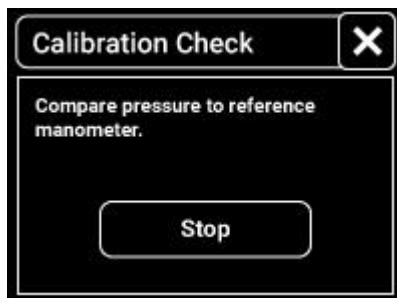 Calibration Check
Compare pressure to reference
manometer.
Stop